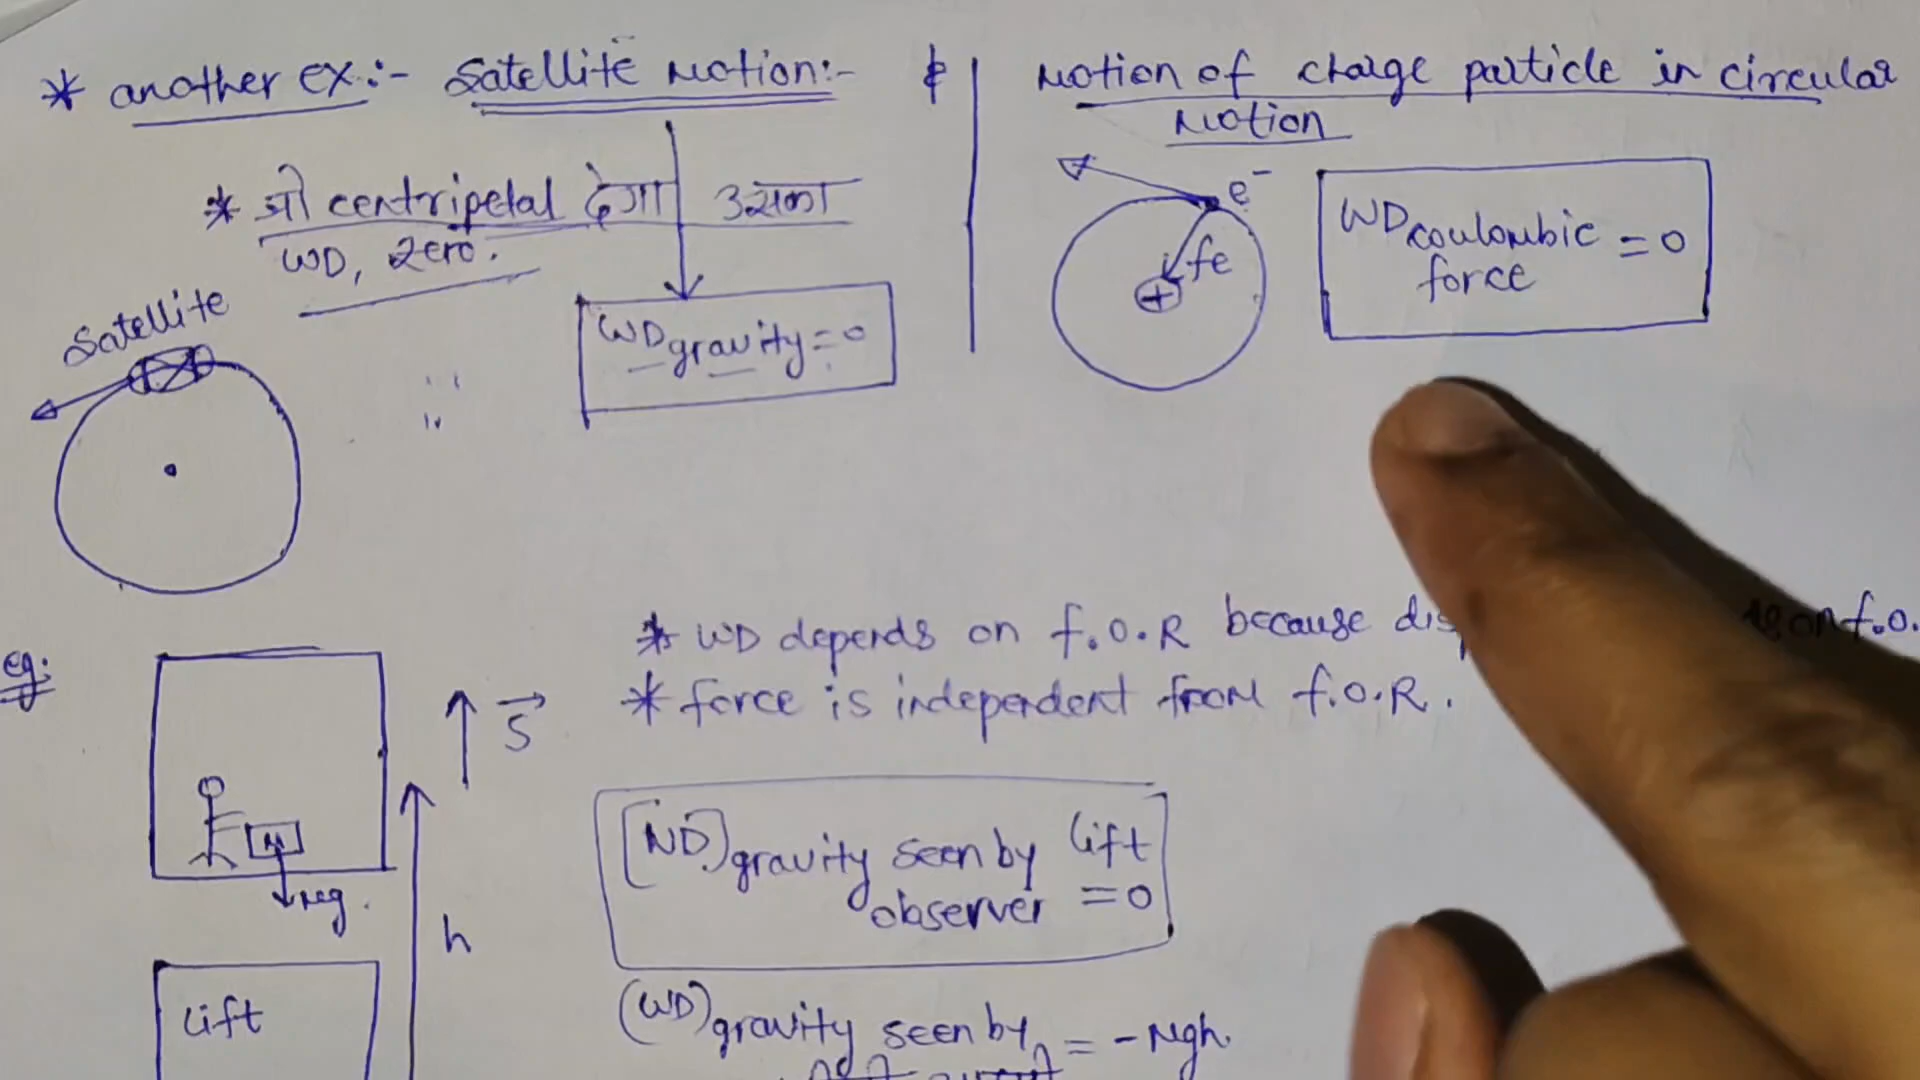 * another ex:- Satellite Motion:- &
Motion of charge particle in circular
Motion
* जो centripetal देगा उसका
WD, zero.
Satellite
WDgravity = 0
e⁻
fe
+
WDcoulombic = 0
force
eg:
* WD depends on f.O.R because on f.O.
* force is independent from f.O.R.
S
M
Mg.
h
[WD]gravity seen by lift
observer = 0
lift
(WD)gravity seen by = - Mgh.